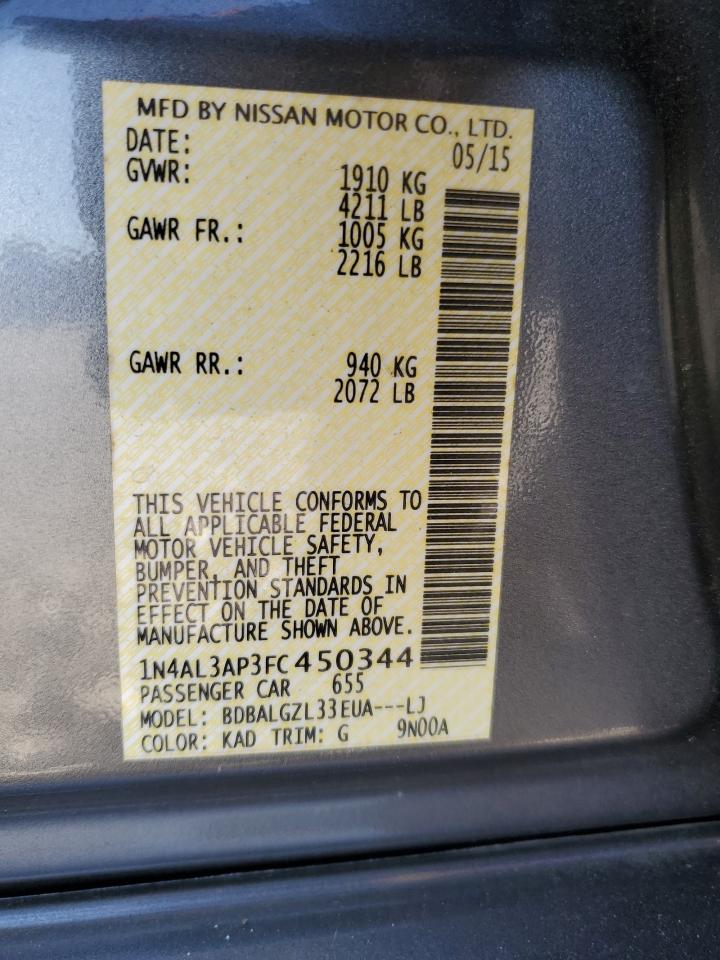 MFD BY NISSAN MOTOR CO., LTD.
DATE: 05/15
GVWR: 1910 KG
4211 LB
GAWR FR.: 1005 KG
2216 LB
GAWR RR.: 940 KG
2072 LB
THIS VEHICLE CONFORMS TO
ALL APPLICABLE FEDERAL
MOTOR VEHICLE SAFETY,
BUMPER, AND THEFT
PREVENTION STANDARDS IN
EFFECT ON THE DATE OF
MANUFACTURE SHOWN ABOVE.
1N4AL3AP3FC450344
PASSENGER CAR 655
MODEL: BDBALGZL33EUA---LJ
COLOR: KAD TRIM: G 9N00A